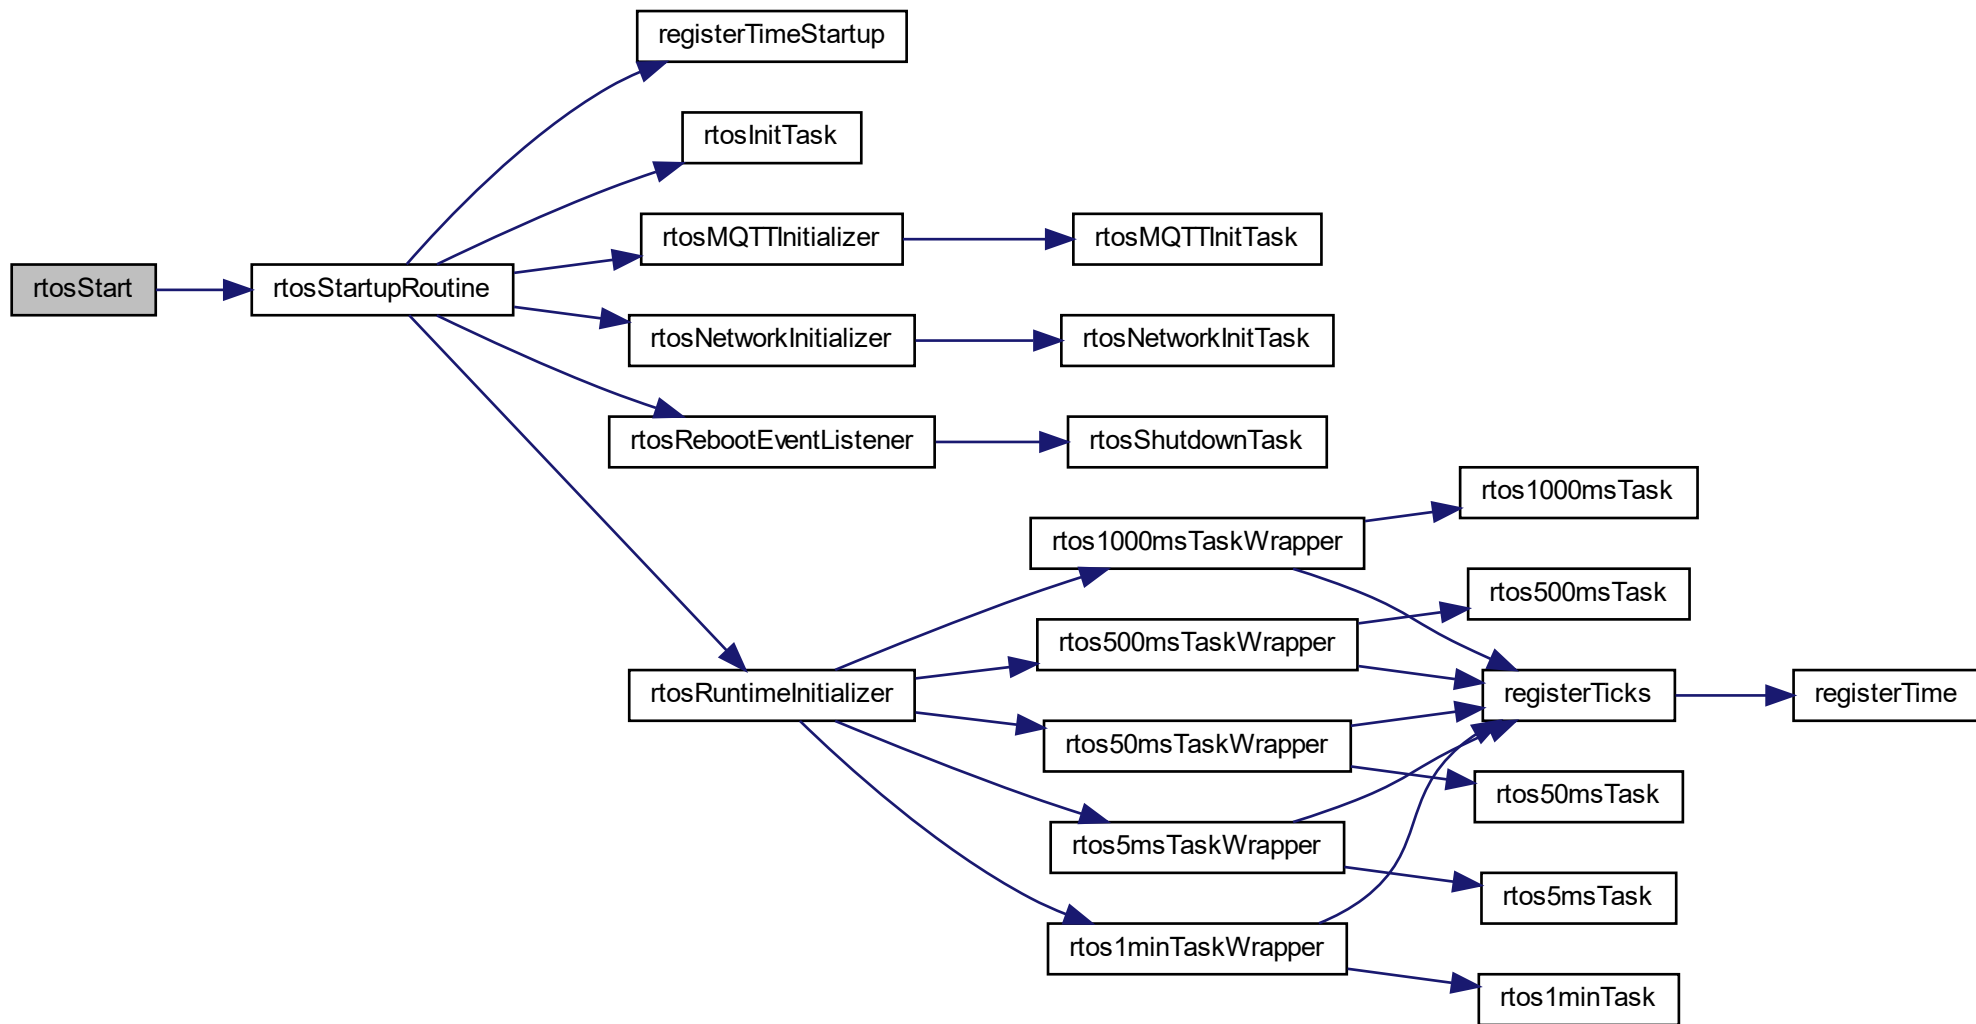 registerTimeStartup
rtosInitTask
rtosMQTTInitializer
rtosMQTTInitTask
rtosStart
rtosStartupRoutine
rtosNetworkInitializer
rtosNetworkInitTask
rtosRebootEventListener
rtosShutdownTask
rtos1000msTask
rtos1000msTaskWrapper
rtos500msTask
rtos500msTaskWrapper
rtosRuntimeInitializer
registerTicks
registerTime
rtos50msTaskWrapper
rtos50msTask
rtos5msTaskWrapper
rtos5msTask
rtos1minTaskWrapper
rtos1minTask